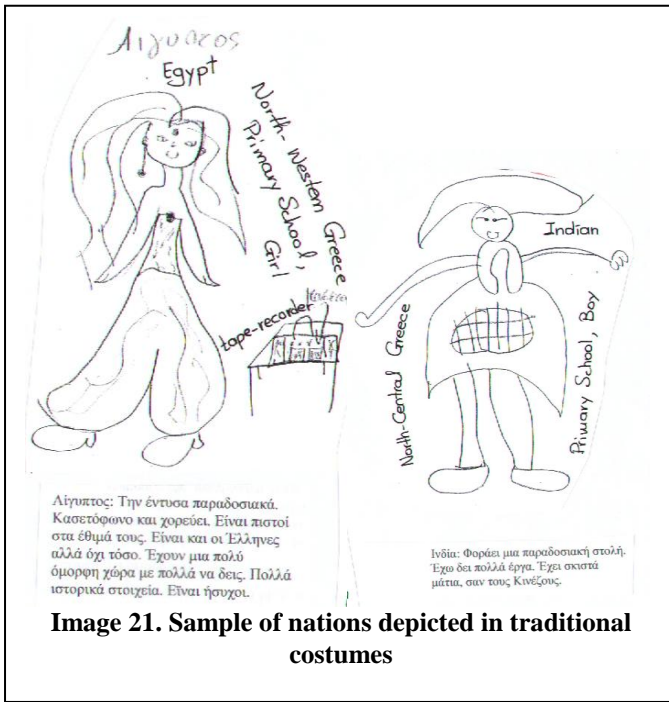 Αίγυπτος
Egypt
North-Western Greece
Primary School,
Girl
tape-recorder
Αίγυπτος: Την έντυσα παραδοσιακά.
Κασετόφωνο και χορεύει. Είναι πιστοί
στα έθιμά τους. Είναι και οι Έλληνες
αλλά όχι τόσο. Έχουν μια πολύ
όμορφη χώρα με πολλά να δεις. Πολλά
ιστορικά στοιχεία. Είναι ήσυχοι.
Indian
North-Central Greece
Primary School, Boy
Ινδία: Φοράει μια παραδοσιακή στολή.
Έχω δει πολλά έργα. Έχει σκιστά
μάτια, σαν τους Κινέζους.
Image 21. Sample of nations depicted in traditional
costumes